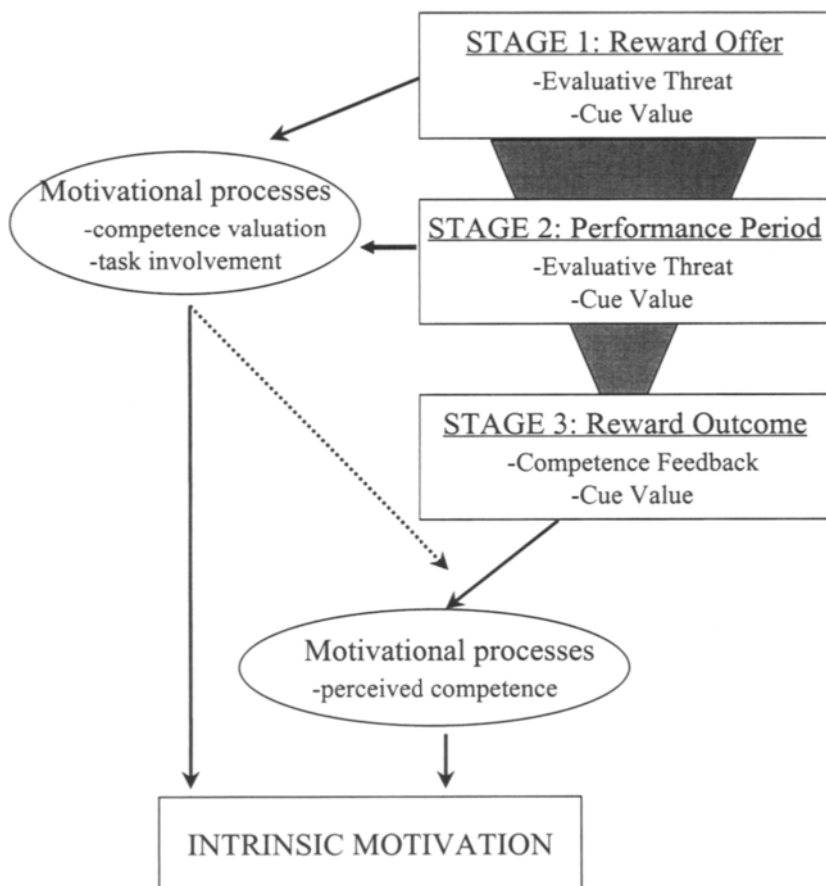 STAGE 1: Reward Offer
-Evaluative Threat
-Cue Value
Motivational processes
-competence valuation
-task involvement
STAGE 2: Performance Period
-Evaluative Threat
-Cue Value
STAGE 3: Reward Outcome
-Competence Feedback
-Cue Value
Motivational processes
-perceived competence
INTRINSIC MOTIVATION